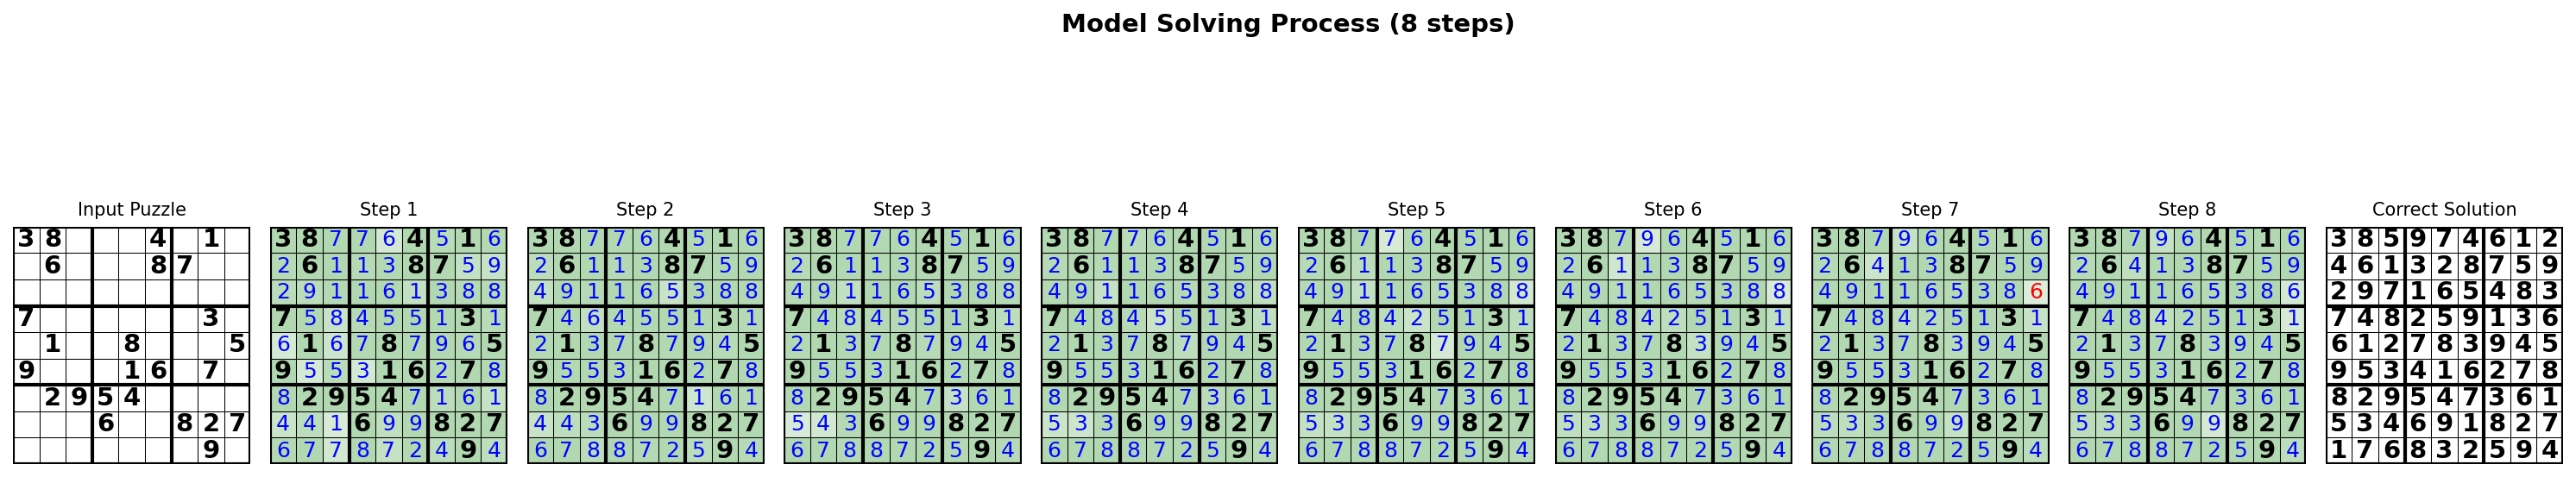 Model Solving Process (8 steps)
Input Puzzle Step 1 Step 2 Step 3 Step 4 Step 5 Step 6 Step 7 Step 8 Correct Solution
3 8 4 1 3 8 7 7 6 4 5 1 6 3 8 7 7 6 4 5 1 6 3 8 7 7 6 4 5 1 6 3 8 7 7 6 4 5 1 6 3 8 7 7 6 4 5 1 6 3 8 7 9 6 4 5 1 6 3 8 7 9 6 4 5 1 6 3 8 7 9 6 4 5 1 6 3 8 5 9 7 4 6 1 2
6 8 7 2 6 1 1 3 8 7 5 9 2 6 1 1 3 8 7 5 9 2 6 1 1 3 8 7 5 9 2 6 1 1 3 8 7 5 9 2 6 1 1 3 8 7 5 9 2 6 1 1 3 8 7 5 9 2 6 4 1 3 8 7 5 9 2 6 4 1 3 8 7 5 9 4 6 1 3 2 8 7 5 9
2 9 1 1 6 1 3 8 8 4 9 1 1 6 5 3 8 8 4 9 1 1 6 5 3 8 8 4 9 1 1 6 5 3 8 8 4 9 1 1 6 5 3 8 8 4 9 1 1 6 5 3 8 8 4 9 1 1 6 5 3 8 6 4 9 1 1 6 5 3 8 6 2 9 7 1 6 5 4 8 3
7 3 7 5 8 4 5 5 1 3 1 7 4 6 4 5 5 1 3 1 7 4 8 4 5 5 1 3 1 7 4 8 4 5 5 1 3 1 7 4 8 4 2 5 1 3 1 7 4 8 4 2 5 1 3 1 7 4 8 4 2 5 1 3 1 7 4 8 4 2 5 1 3 1 7 4 8 2 5 9 1 3 6
1 8 5 6 1 6 7 8 7 9 6 5 2 1 3 7 8 7 9 4 5 2 1 3 7 8 7 9 4 5 2 1 3 7 8 7 9 4 5 2 1 3 7 8 7 9 4 5 2 1 3 7 8 3 9 4 5 2 1 3 7 8 3 9 4 5 2 1 3 7 8 3 9 4 5 6 1 2 7 8 3 9 4 5
9 1 6 7 9 5 5 3 1 6 2 7 8 9 5 5 3 1 6 2 7 8 9 5 5 3 1 6 2 7 8 9 5 5 3 1 6 2 7 8 9 5 5 3 1 6 2 7 8 9 5 5 3 1 6 2 7 8 9 5 5 3 1 6 2 7 8 9 5 5 3 1 6 2 7 8 9 5 3 4 1 6 2 7 8
2 9 5 4 8 2 9 5 4 7 1 6 1 8 2 9 5 4 7 1 6 1 8 2 9 5 4 7 3 6 1 8 2 9 5 4 7 3 6 1 8 2 9 5 4 7 3 6 1 8 2 9 5 4 7 3 6 1 8 2 9 5 4 7 3 6 1 8 2 9 5 4 7 3 6 1 8 2 9 5 4 7 3 6 1
6 8 2 7 4 4 1 6 9 9 8 2 7 4 4 3 6 9 9 8 2 7 5 4 3 6 9 9 8 2 7 5 3 3 6 9 9 8 2 7 5 3 3 6 9 9 8 2 7 5 3 3 6 9 9 8 2 7 5 3 3 6 9 9 8 2 7 5 3 3 6 9 9 8 2 7 5 3 4 6 9 1 8 2 7
9 6 7 7 8 7 2 4 9 4 6 7 8 8 7 2 5 9 4 6 7 8 8 7 2 5 9 4 6 7 8 8 7 2 5 9 4 6 7 8 8 7 2 5 9 4 6 7 8 8 7 2 5 9 4 6 7 8 8 7 2 5 9 4 6 7 8 8 7 2 5 9 4 1 7 6 8 3 2 5 9 4